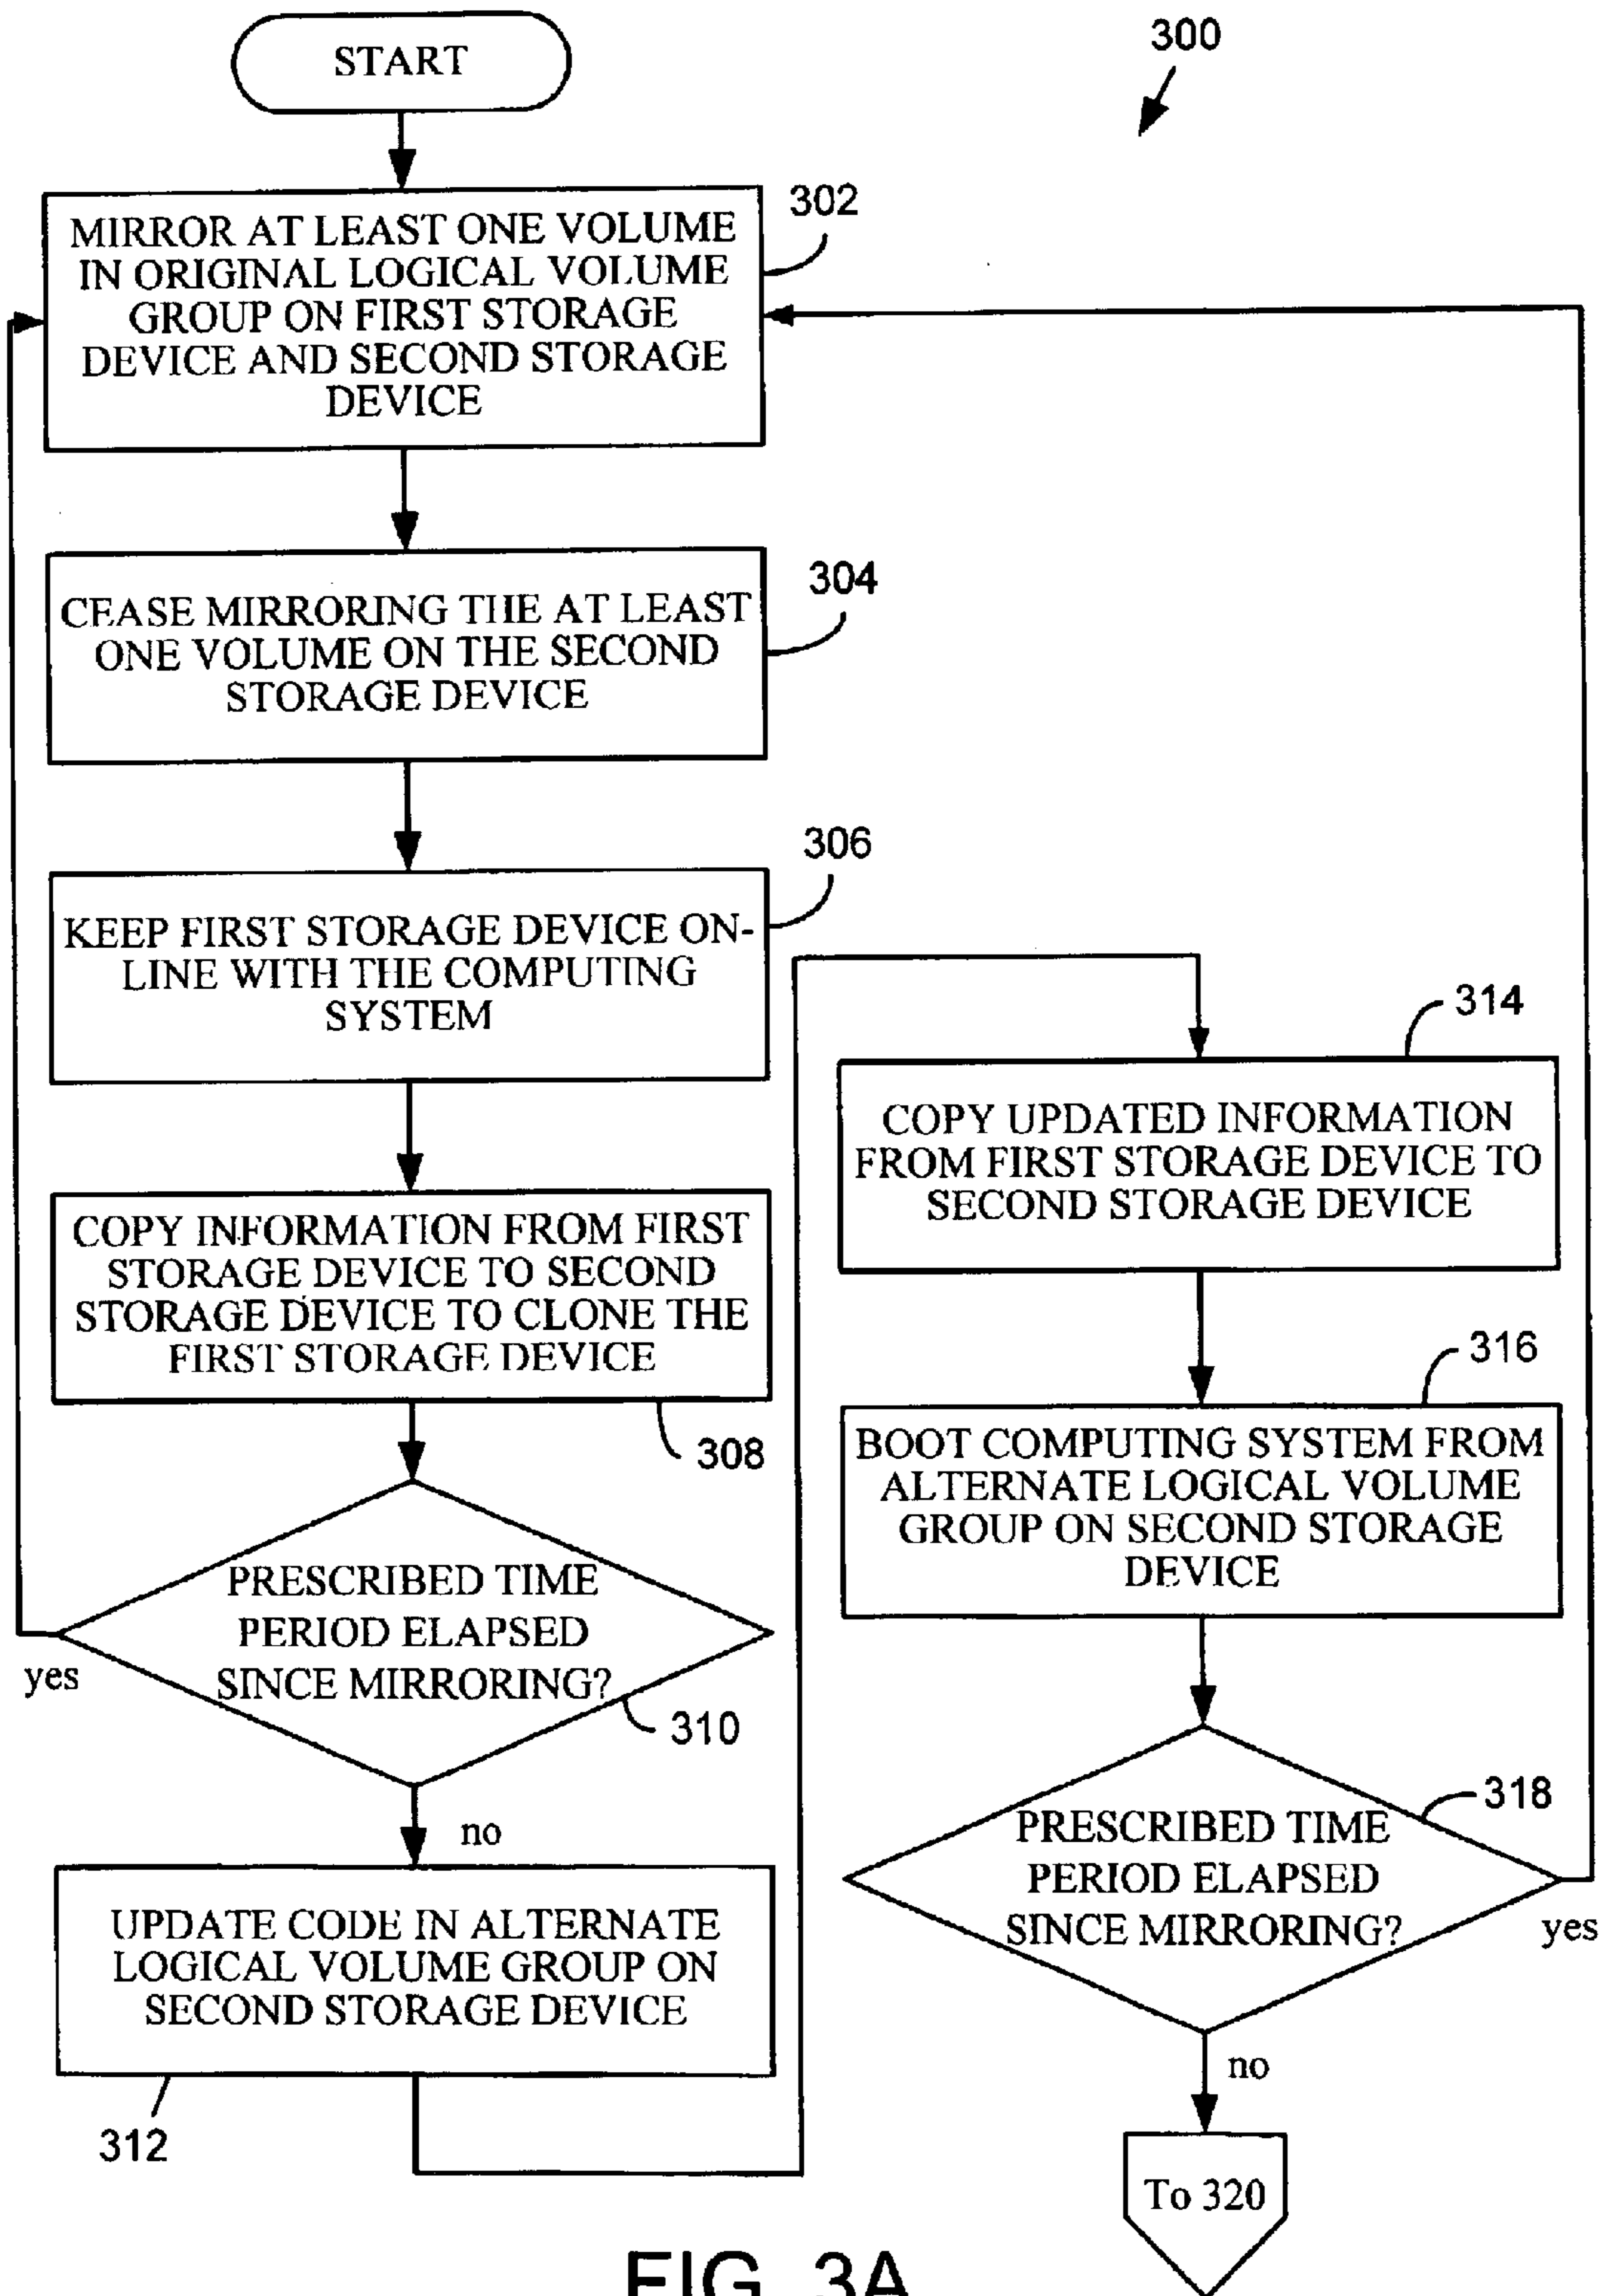 START
300
MIRROR AT LEAST ONE VOLUME
IN ORIGINAL LOGICAL VOLUME
GROUP ON FIRST STORAGE
DEVICE AND SECOND STORAGE
DEVICE
302
CEASE MIRRORING THE AT LEAST
ONE VOLUME ON THE SECOND
STORAGE DEVICE
304
KEEP FIRST STORAGE DEVICE ON-
LINE WITH THE COMPUTING
SYSTEM
306
COPY INFORMATION FROM FIRST
STORAGE DEVICE TO SECOND
STORAGE DEVICE TO CLONE THE
FIRST STORAGE DEVICE
308
PRESCRIBED TIME
PERIOD ELAPSED
SINCE MIRRORING?
yes
310
no
UPDATE CODE IN ALTERNATE
LOGICAL VOLUME GROUP ON
SECOND STORAGE DEVICE
312
314
COPY UPDATED INFORMATION
FROM FIRST STORAGE DEVICE TO
SECOND STORAGE DEVICE
316
BOOT COMPUTING SYSTEM FROM
ALTERNATE LOGICAL VOLUME
GROUP ON SECOND STORAGE
DEVICE
318
PRESCRIBED TIME
PERIOD ELAPSED
SINCE MIRRORING?
yes
no
To 320
FIG. 3A